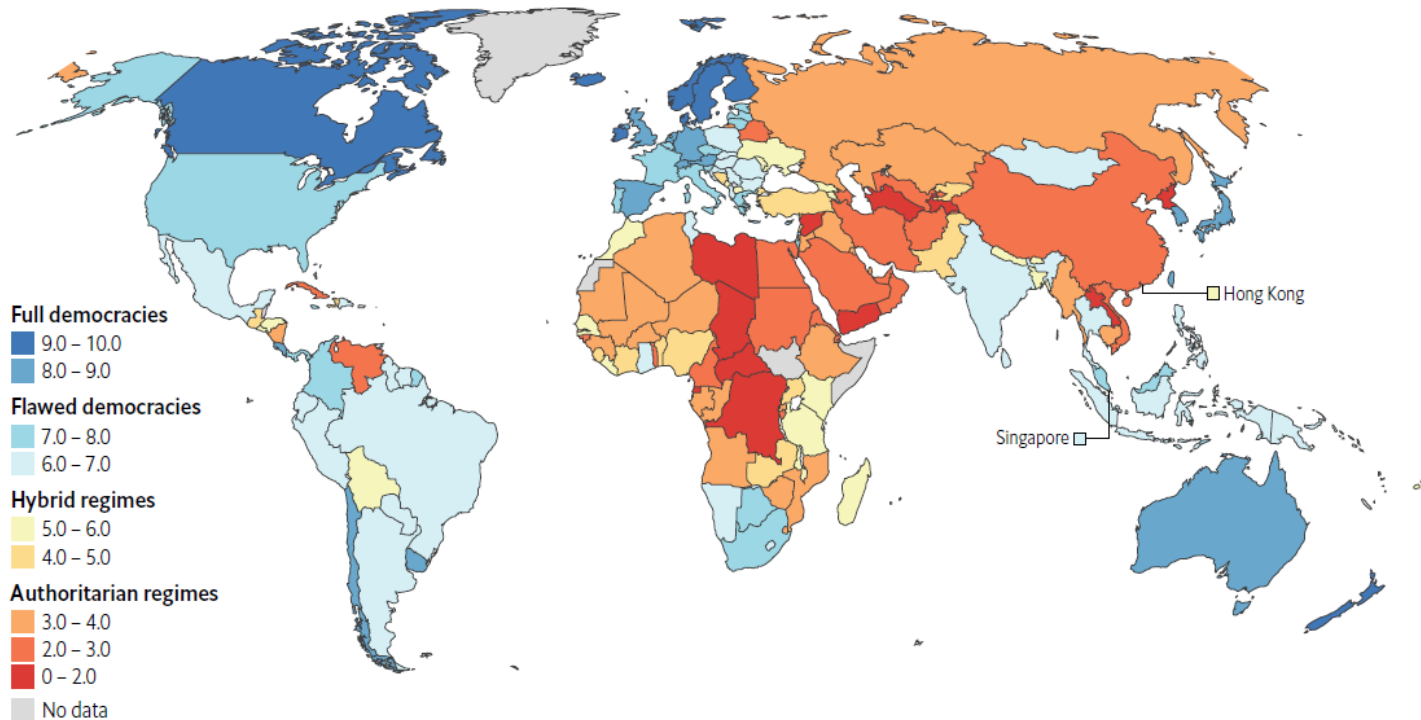 Full democracies
9.0 – 10.0
8.0 – 9.0
Flawed democracies
7.0 – 8.0
6.0 – 7.0
Hybrid regimes
5.0 – 6.0
4.0 – 5.0
Authoritarian regimes
3.0 – 4.0
2.0 – 3.0
0 – 2.0
No data
Hong Kong
Singapore